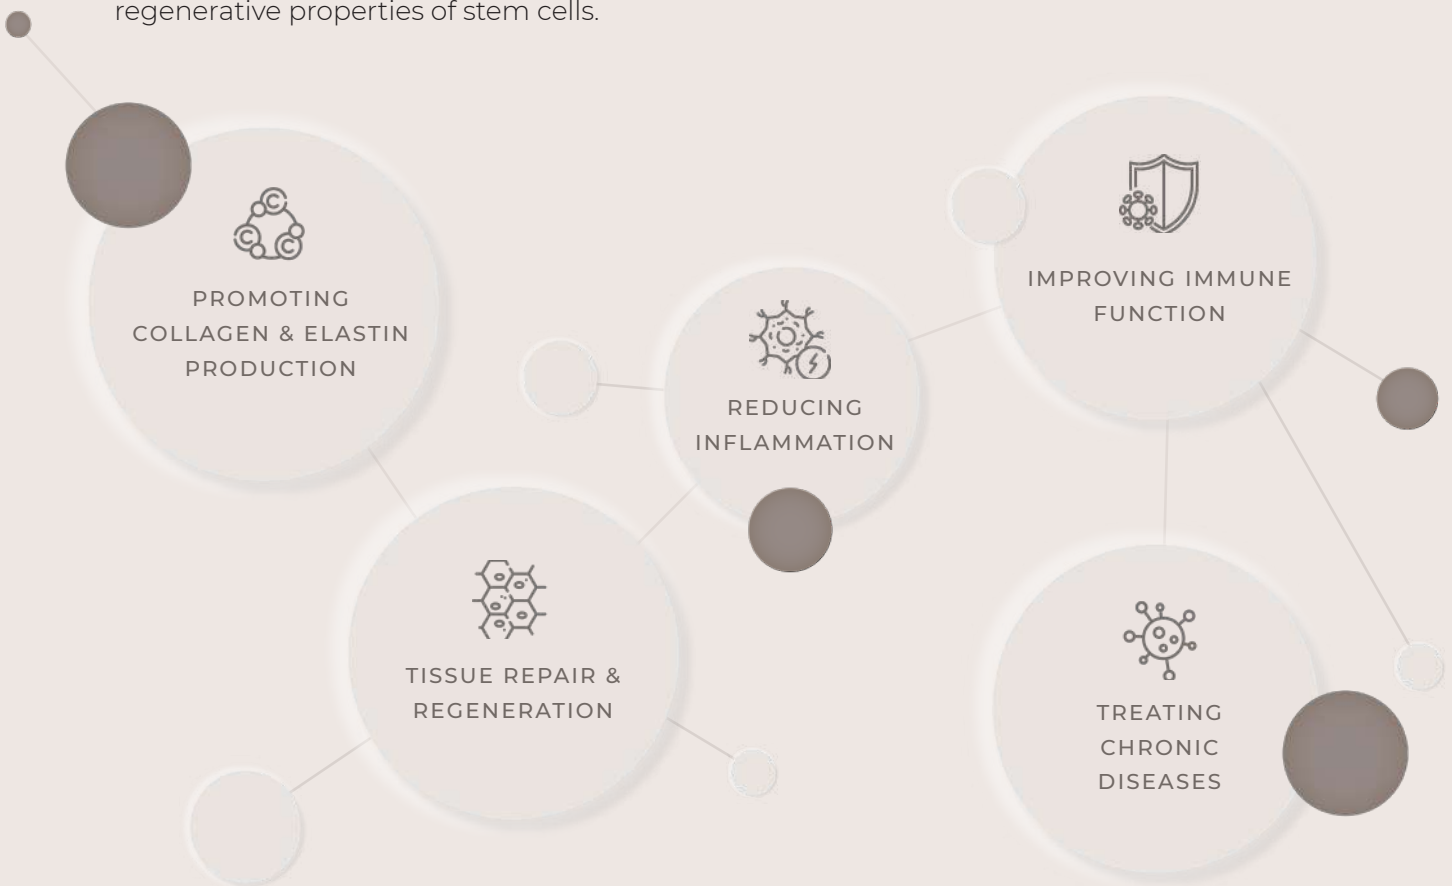 regenerative properties of stem cells.
PROMOTING
COLLAGEN & ELASTIN
PRODUCTION
REDUCING
INFLAMMATION
IMPROVING IMMUNE
FUNCTION
TISSUE REPAIR &
REGENERATION
TREATING
CHRONIC
DISEASES